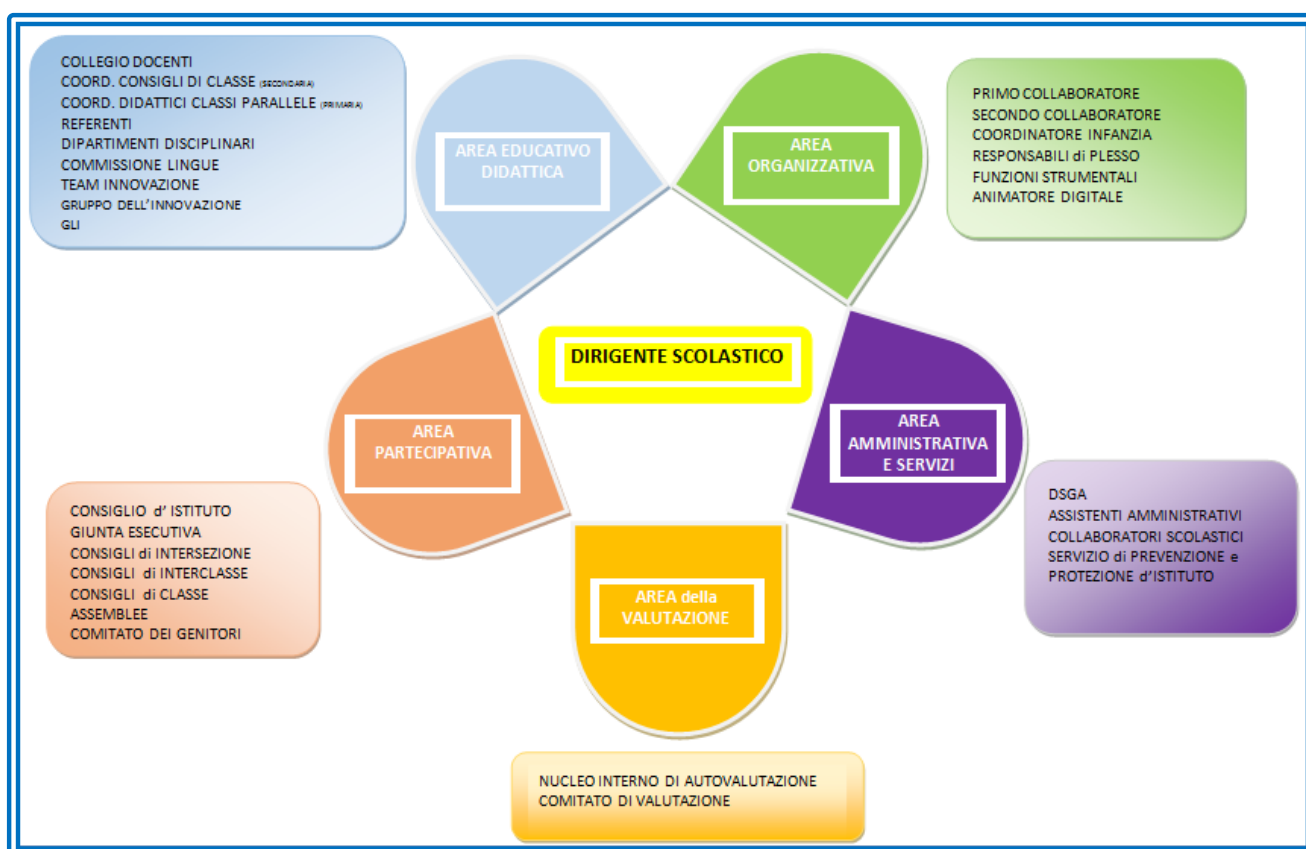 COLLEGIO DOCENTI
COORD. CONSIGLI DI CLASSE (SECONDARIA)
COORD. DIDATTICI CLASSI PARALLELE (PRIMARIA)
REFERENTI
DIPARTIMENTI DISCIPLINARI
COMMISSIONE LINGUE
TEAM INNOVAZIONE
GRUPPO DELL'INNOVAZIONE
GLI
AREA EDUCATIVO
DIDATTICA
AREA
ORGANIZZATIVA
PRIMO COLLABORATORE
SECONDO COLLABORATORE
COORDINATORE INFANZIA
RESPONSABILI di PLESSO
FUNZIONI STRUMENTALI
ANIMATORE DIGITALE
DIRIGENTE SCOLASTICO
AREA
PARTECIPATIVA
AREA
AMMINISTRATIVA
E SERVIZI
CONSIGLIO d' ISTITUTO
GIUNTA ESECUTIVA
CONSIGLI di INTERSEZIONE
CONSIGLI di INTERCLASSE
CONSIGLI di CLASSE
ASSEMBLEE
COMITATO DEI GENITORI
DSGA
ASSISTENTI AMMINISTRATIVI
COLLABORATORI SCOLASTICI
SERVIZIO di PREVENZIONE e
PROTEZIONE d'ISTITUTO
AREA della
VALUTAZIONE
NUCLEO INTERNO DI AUTOVALUTAZIONE
COMITATO DI VALUTAZIONE